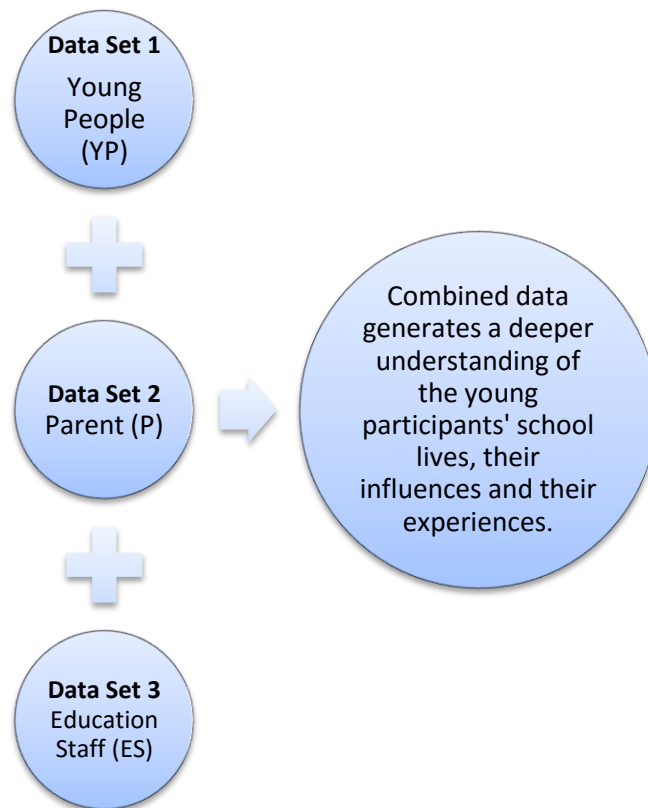 Data Set 1
Young
People
(YP)
Data Set 2
Parent (P)
Data Set 3
Education
Staff (ES)
Combined data
generates a deeper
understanding of
the young
participants' school
lives, their
influences and their
experiences.